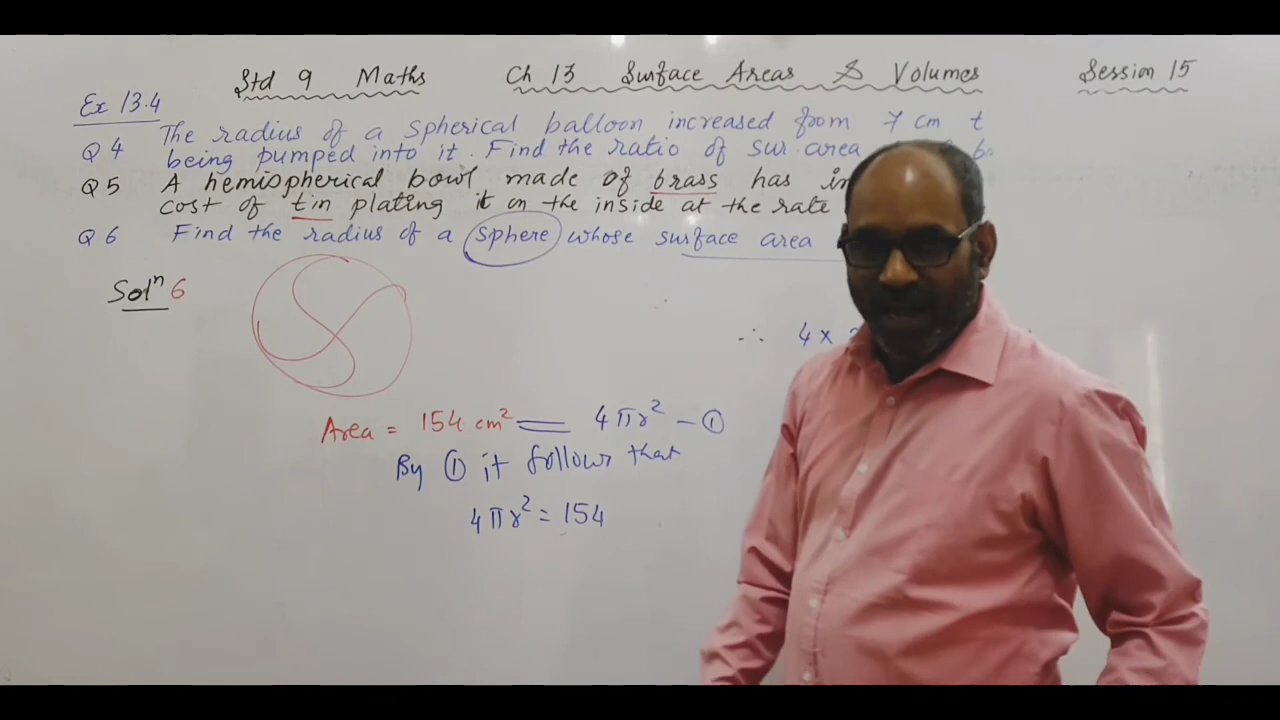 Std 9 Maths Ch 13 Surface Areas & Volumes Session 15
Ex 13.4
Q 4 The radius of a spherical balloon increased from 7 cm t
being pumped into it. Find the ratio of sur. area
Q 5 A hemispherical bowl made of brass has in
cost of tin plating it on the inside at the rate
Q 6 Find the radius of a sphere whose surface area
Solⁿ 6
∴ 4 ×
Area = 154 cm² = 4πr² - ①
By ① it follows that
4πr² = 154